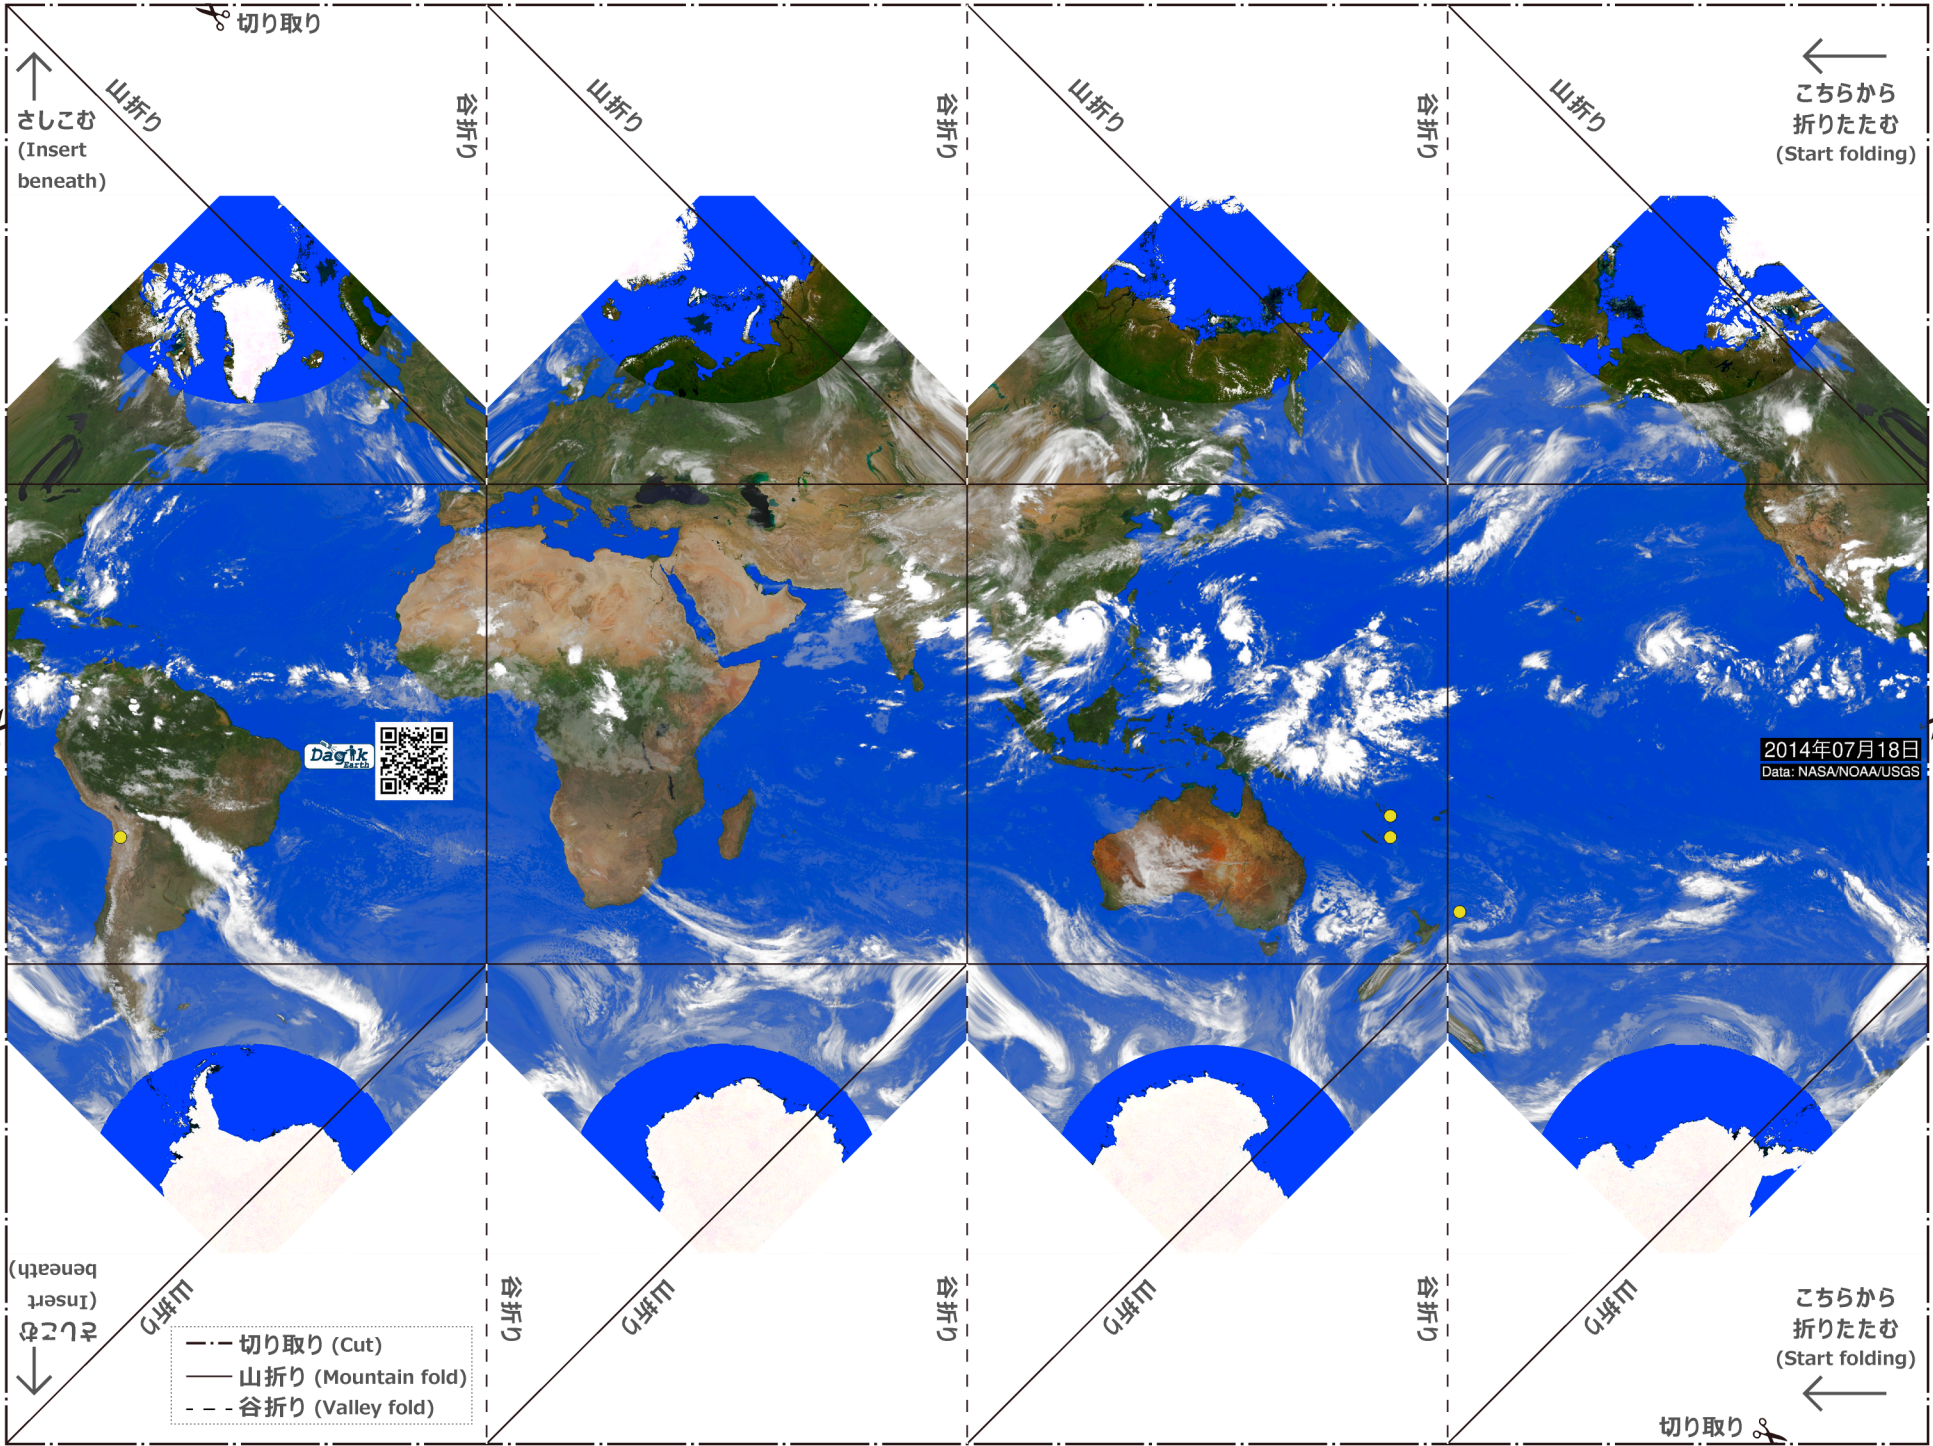 切り取り
山折り
谷折り
山折り
谷折り
山折り
谷折り
山折り
さしこむ
(Insert
beneath)
こちらから
折りたたむ
(Start folding)
Dagik
Earth
2014年07月18日
Data: NASA/NOAA/USGS
さしこむ
(Insert
beneath)
山折り
谷折り
山折り
谷折り
山折り
谷折り
山折り
こちらから
折りたたむ
(Start folding)
切り取り (Cut)
山折り (Mountain fold)
谷折り (Valley fold)
切り取り